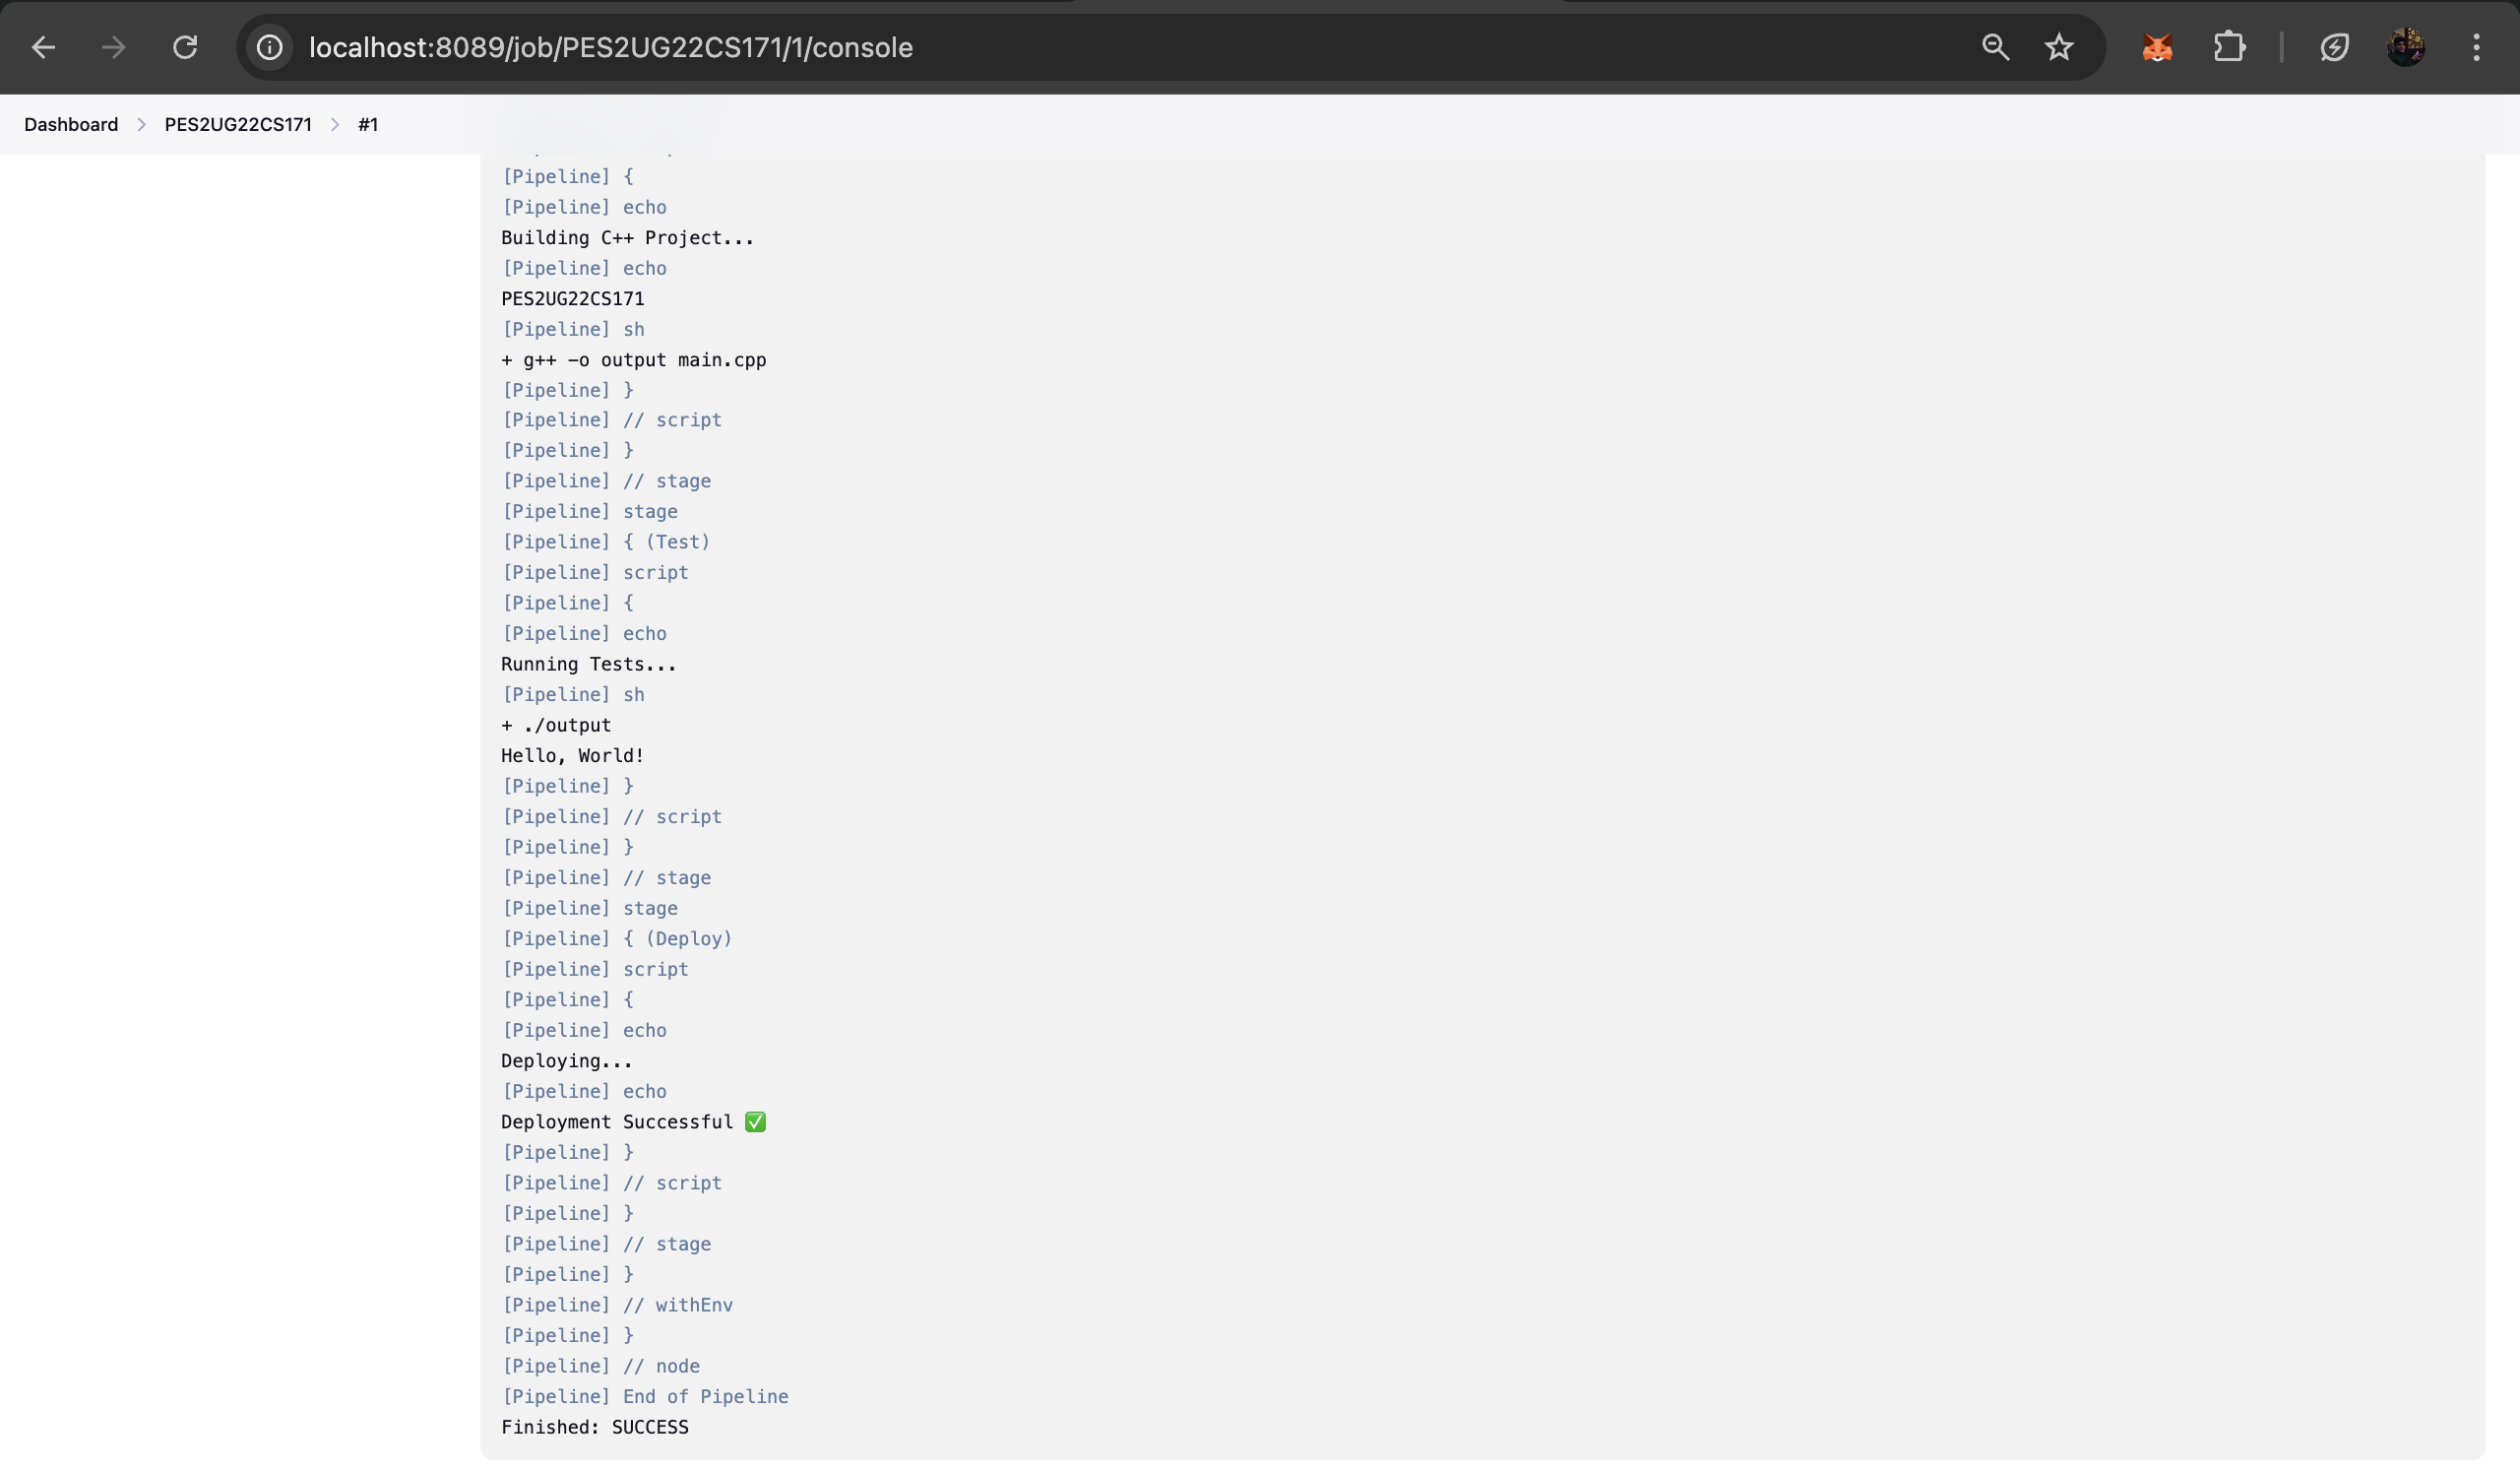 localhost:8089/job/PES2UG22CS171/1/console
Dashboard > PES2UG22CS171 > #1
[Pipeline] {
[Pipeline] echo
Building C++ Project...
[Pipeline] echo
PES2UG22CS171
[Pipeline] sh
+ g++ -o output main.cpp
[Pipeline] }
[Pipeline] // script
[Pipeline] }
[Pipeline] // stage
[Pipeline] stage
[Pipeline] { (Test)
[Pipeline] script
[Pipeline] {
[Pipeline] echo
Running Tests...
[Pipeline] sh
+ ./output
Hello, World!
[Pipeline] }
[Pipeline] // script
[Pipeline] }
[Pipeline] // stage
[Pipeline] stage
[Pipeline] { (Deploy)
[Pipeline] script
[Pipeline] {
[Pipeline] echo
Deploying...
[Pipeline] echo
Deployment Successful ✅
[Pipeline] }
[Pipeline] // script
[Pipeline] }
[Pipeline] // stage
[Pipeline] }
[Pipeline] // withEnv
[Pipeline] }
[Pipeline] // node
[Pipeline] End of Pipeline
Finished: SUCCESS